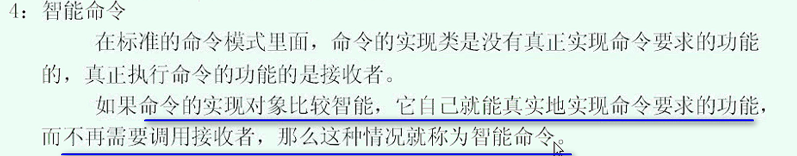 4：智能命令
在标准的命令模式里面，命令的实现类是没有真正实现命令要求的功能
的，真正执行命令的功能的是接收者。
如果命令的实现对象比较智能，它自己就能真实地实现命令要求的功能，
而不再需要调用接收者，那么这种情况就称为智能命令。